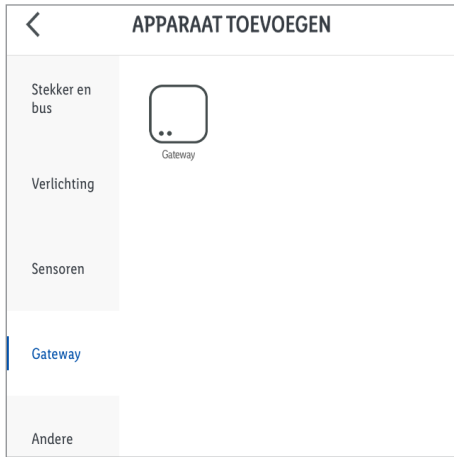 APPARAAT TOEVOEGEN
Stekker en
bus
Gateway
Verlichting
Sensoren
Gateway
Andere